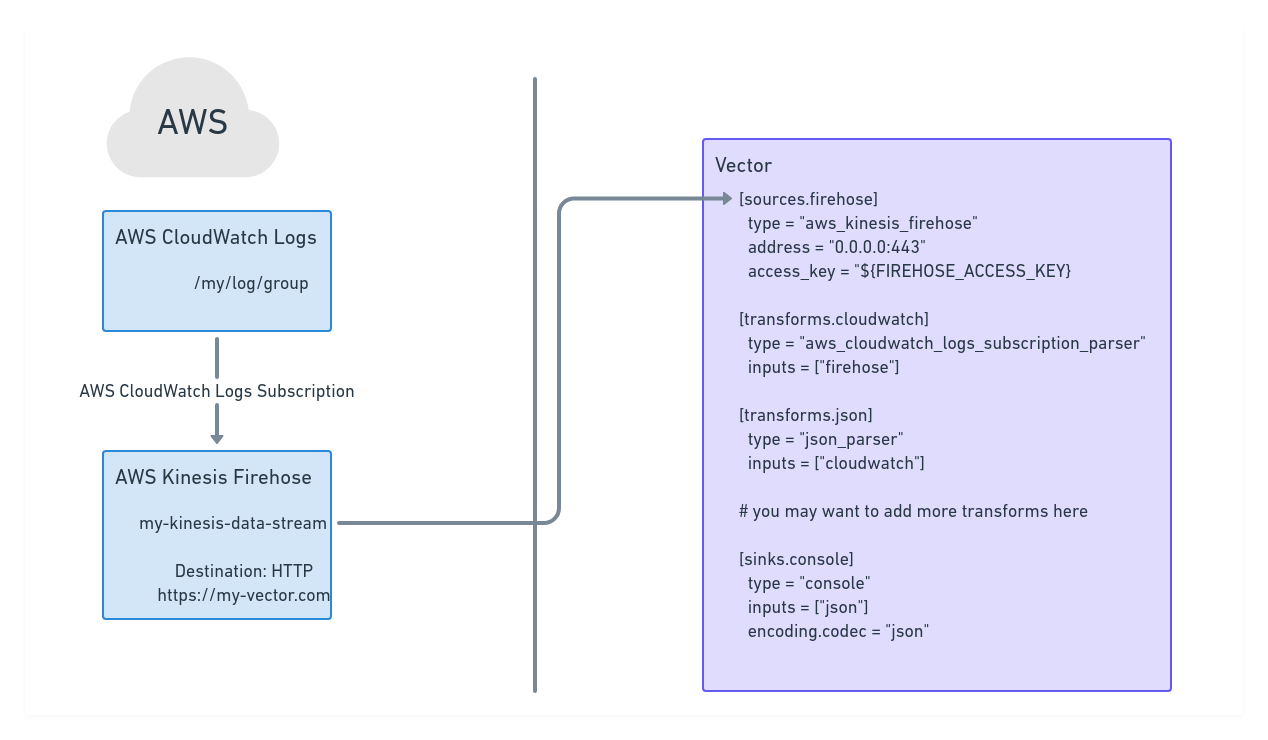 AWS
AWS CloudWatch Logs
/my/log/group
AWS CloudWatch Logs Subscription
AWS Kinesis Firehose
my-kinesis-data-stream
Destination: HTTP
https://my-vector.com
Vector
[sources.firehose]
type = "aws_kinesis_firehose"
address = "0.0.0.0:443"
access_key = "${FIREHOSE_ACCESS_KEY}
[transforms.cloudwatch]
type = "aws_cloudwatch_logs_subscription_parser"
inputs = ["firehose"]
[transforms.json]
type = "json_parser"
inputs = ["cloudwatch"]
# you may want to add more transforms here
[sinks.console]
type = "console"
inputs = ["json"]
encoding.codec = "json"